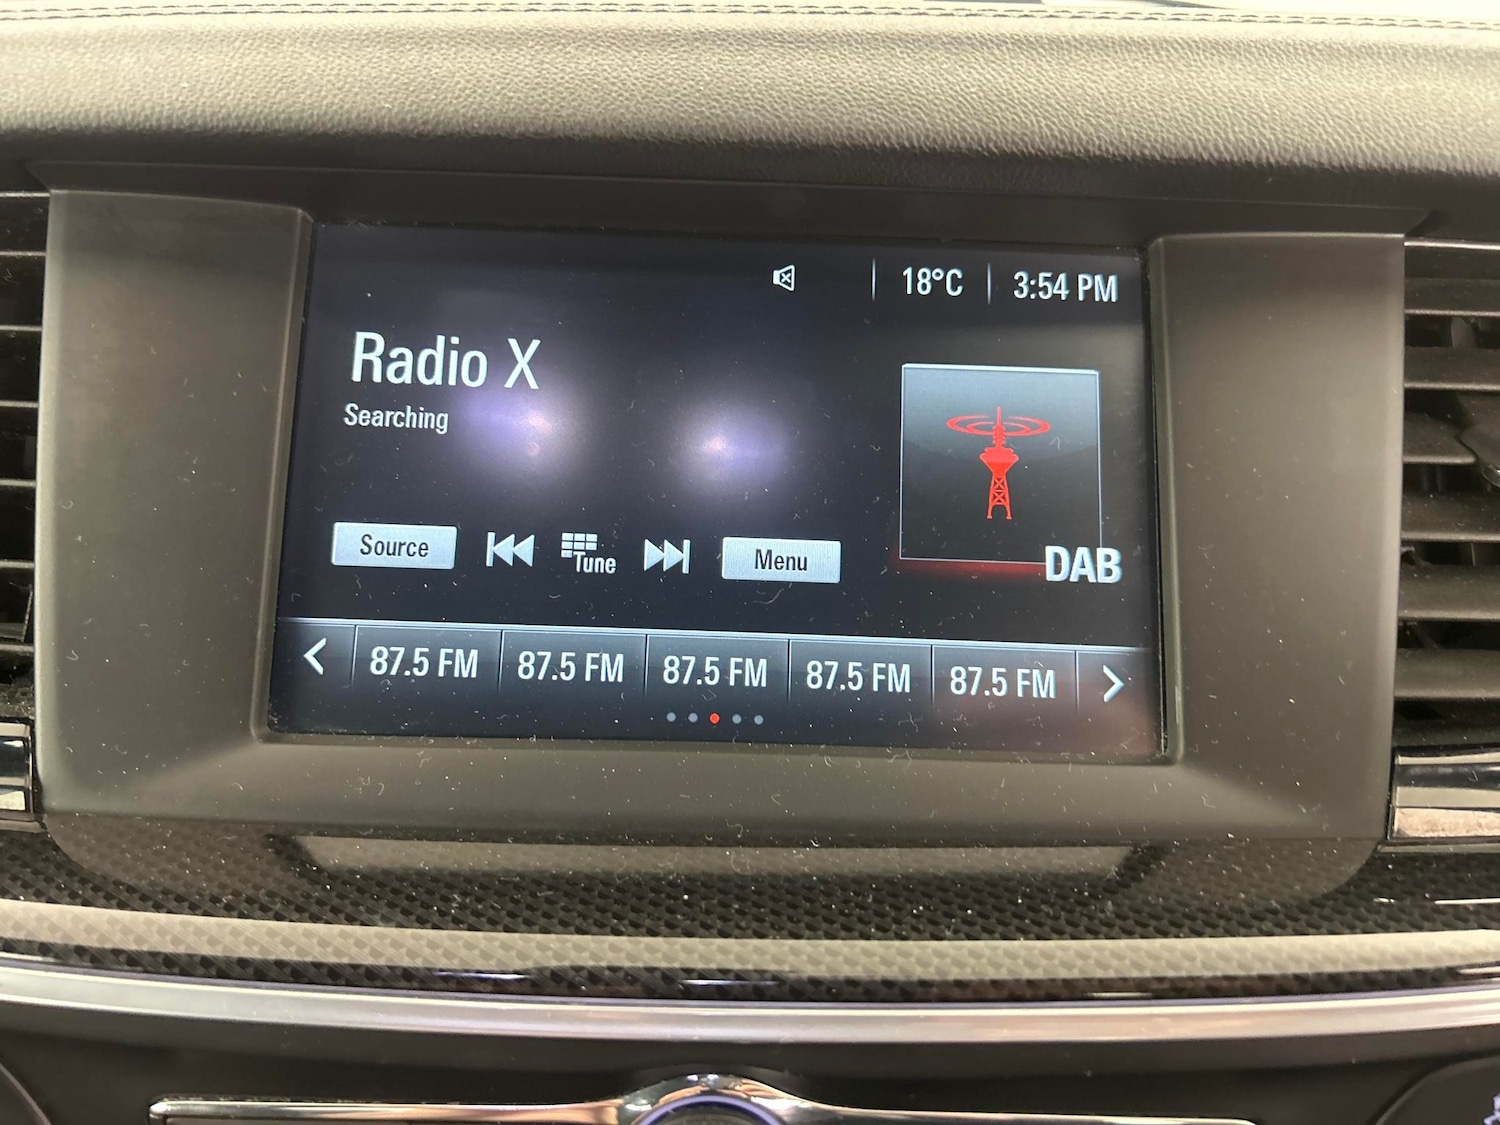 18°C 3:54 PM
Radio X
Searching
Source Tune Menu
DAB
87.5 FM 87.5 FM 87.5 FM 87.5 FM 87.5 FM